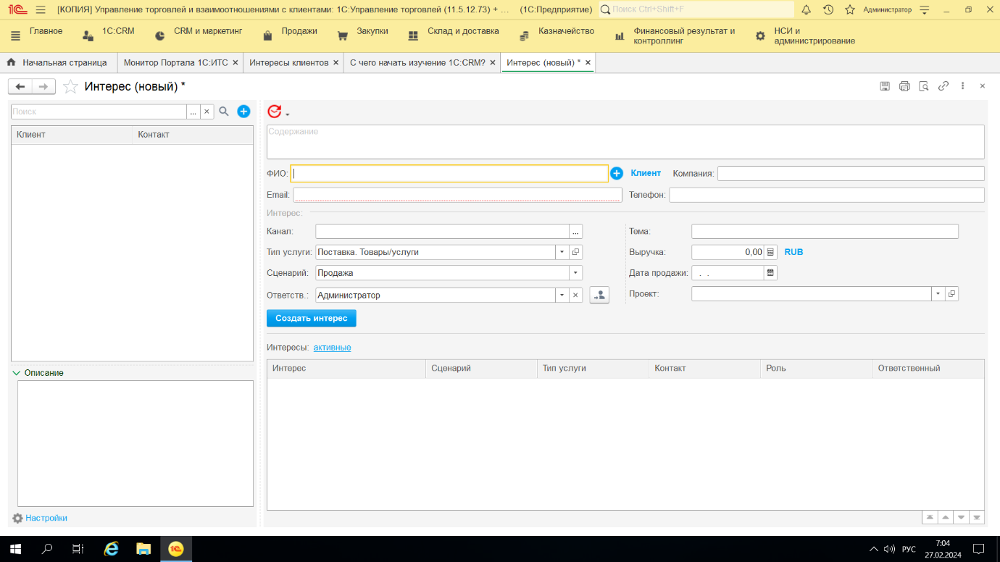 [КОПИЯ] Управление торговлей и взаимоотношениями с клиентами: 1С:Управление торговлей (11.5.12.73) + ... (1С:Предприятие) Поиск Ctrl+Shift+F Администратор
Главное 1С:CRM CRM и маркетинг Продажи Закупки Склад и доставка Казначейство Финансовый результат и контроллинг НСИ и администрирование
Начальная страница Монитор Портала 1С:ИТС Интересы клиентов С чего начать изучение 1С:CRM? Интерес (новый) *
Интерес (новый) *
Поиск ...
Клиент Контакт
Содержание
ФИО: Клиент Компания:
Email: Телефон:
Интерес:
Канал: ... Тема:
Тип услуги: Поставка. Товары/услуги Выручка: 0,00 RUB
Сценарий: Продажа Дата продажи: . .
Ответств.: Администратор Проект:
Создать интерес
Интересы: активные
Интерес Сценарий Тип услуги Контакт Роль Ответственный
Описание
Настройки
РУС 7:04
27.02.2024